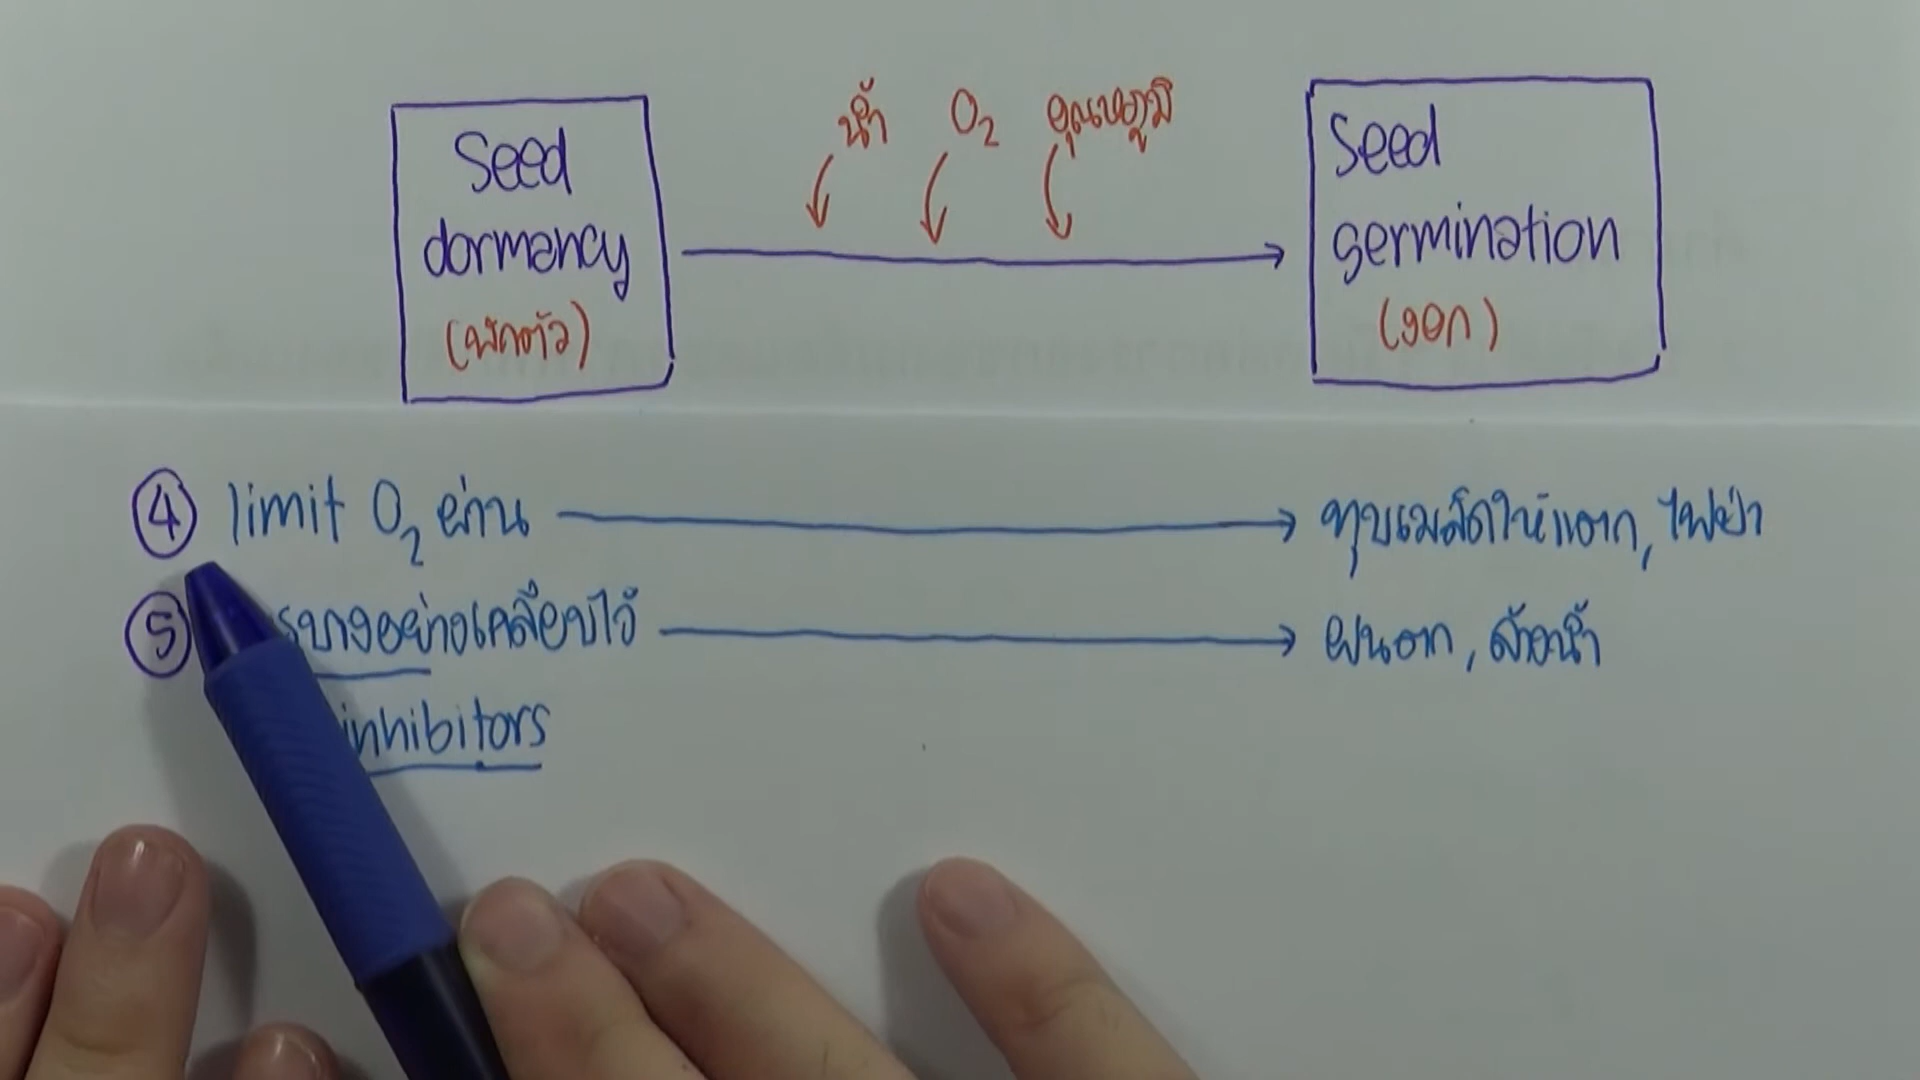 Seed dormancy (พักตัว)
น้ำ O₂ อุณหภูมิ
Seed germination (งอก)
④ limit O₂ ผ่าน → ทุบเมล็ดให้แตก, ไฟป่า
⑤ บางอย่างเคลือบไว้ → ฝนตก, ล้างน้ำ
inhibitors